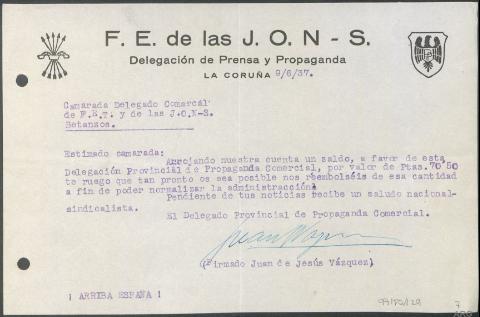 F. E. de las J. O. N - S.
Delegación de Prensa y Propaganda
LA CORUÑA 9/6/37.
Camarada Delegado Comercál
de F.E.T. y de las J.O.N-S.
Betanzos.
Estimado camarada:
Arrojando nuestra cuenta un saldo, a favor de esta
Delegación Provincial de Propaganda Comercial, por valor de Ptas. 70'50
te ruego que tan pronto os sea posible nos reembolséis de esa cantidad
a fin de poder normalizar la administracción.
Pendiente de tus noticias recibe un saludo nacional-
sindicalista.
El Delegado Provincial de Propaganda Comercial.
(Firmado Juan de Jesús Vázquez)
¡ ARRIBA ESPAÑA !